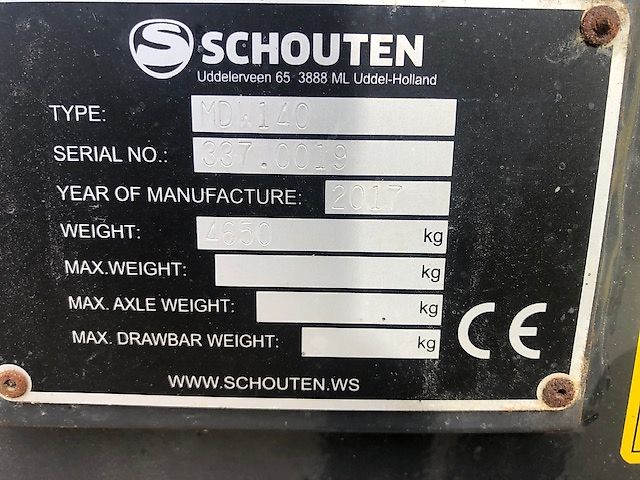 SCHOUTEN
Uddelerveen 65 3888 ML Uddel-Holland
TYPE: MDW140
SERIAL NO.: 337.0019
YEAR OF MANUFACTURE: 2017
WEIGHT: 4650 kg
MAX.WEIGHT: kg
MAX. AXLE WEIGHT: kg
MAX. DRAWBAR WEIGHT: kg
CE
WWW.SCHOUTEN.WS